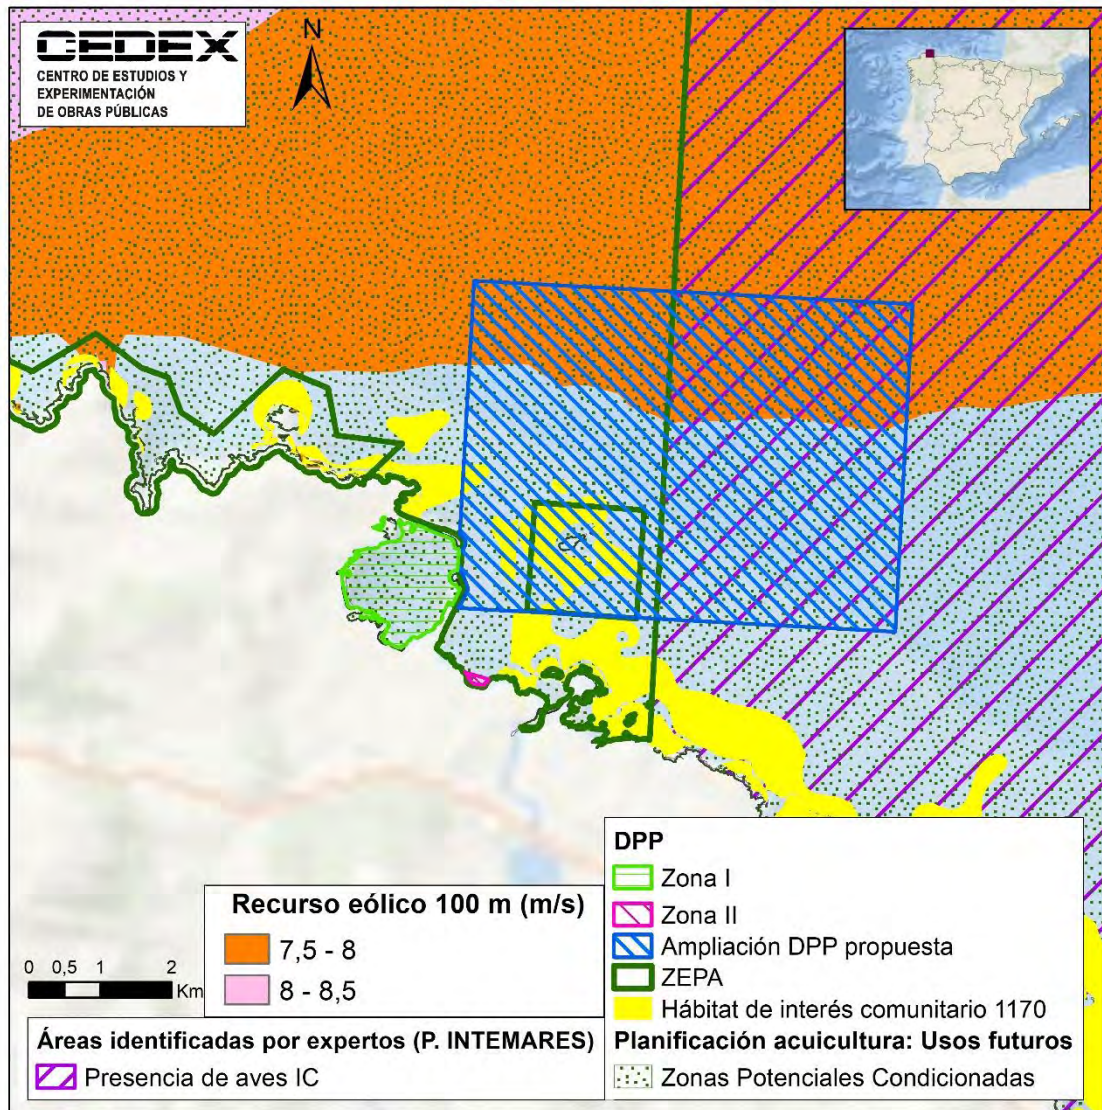 CEDEX
CENTRO DE ESTUDIOS Y
EXPERIMENTACIÓN
DE OBRAS PÚBLICAS
N
DPP
Zona I
Zona II
Ampliación DPP propuesta
ZEPA
Hábitat de interés comunitario 1170
Planificación acuicultura: Usos futuros
Zonas Potenciales Condicionadas
Recurso eólico 100 m (m/s)
7,5 - 8
8 - 8,5
0 0,5 1 2
Km
Áreas identificadas por expertos (P. INTEMARES)
Presencia de aves IC